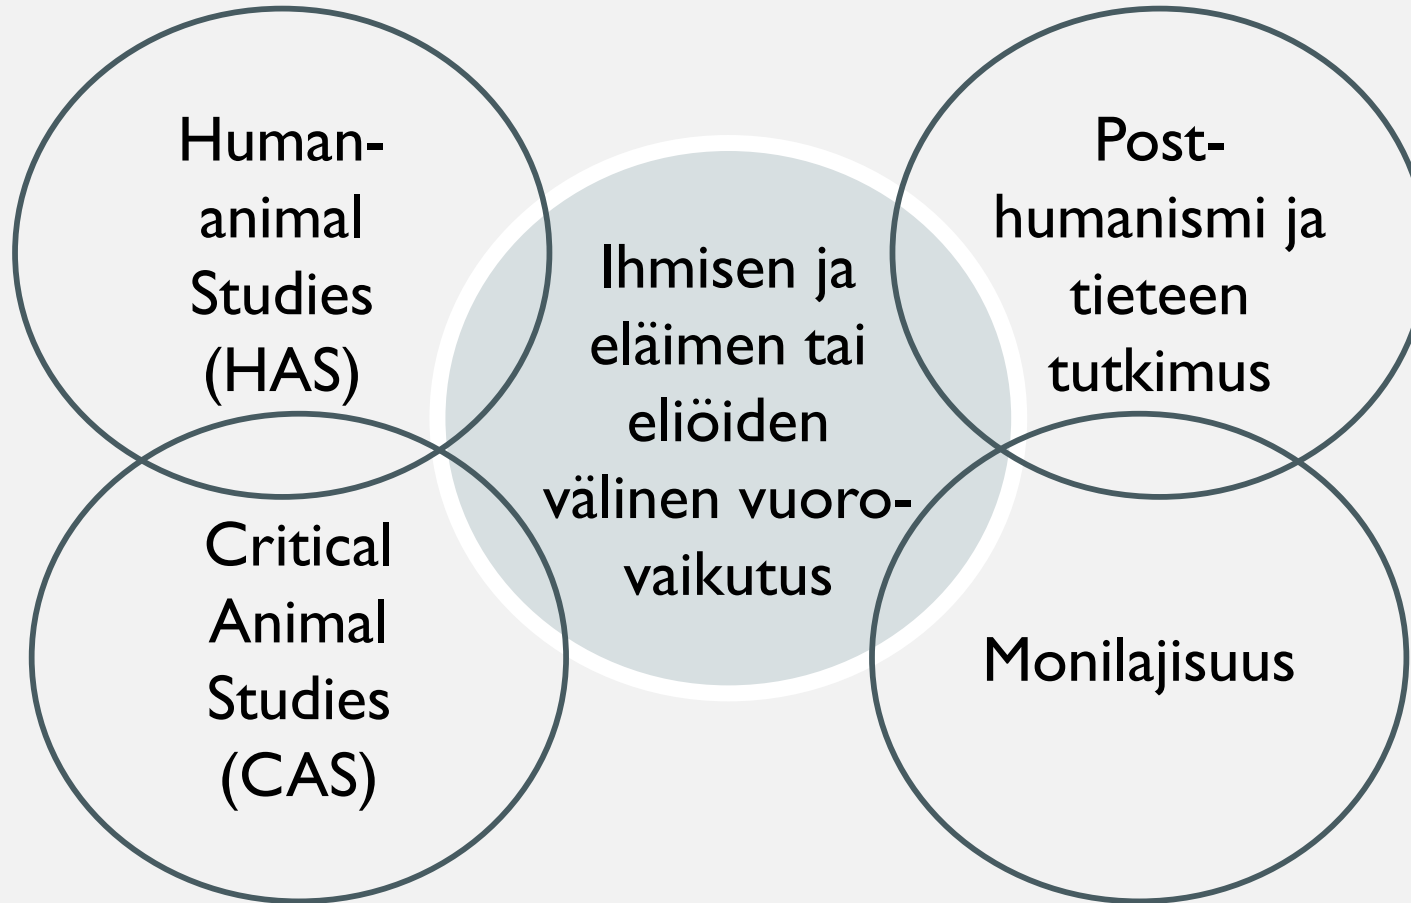 Human-
animal
Studies
(HAS)
Critical
Animal
Studies
(CAS)
Ihmisen ja
eläimen tai
eliöiden
välinen vuoro-
vaikutus
Post-
humanismi ja
tieteen
tutkimus
Monilajisuus